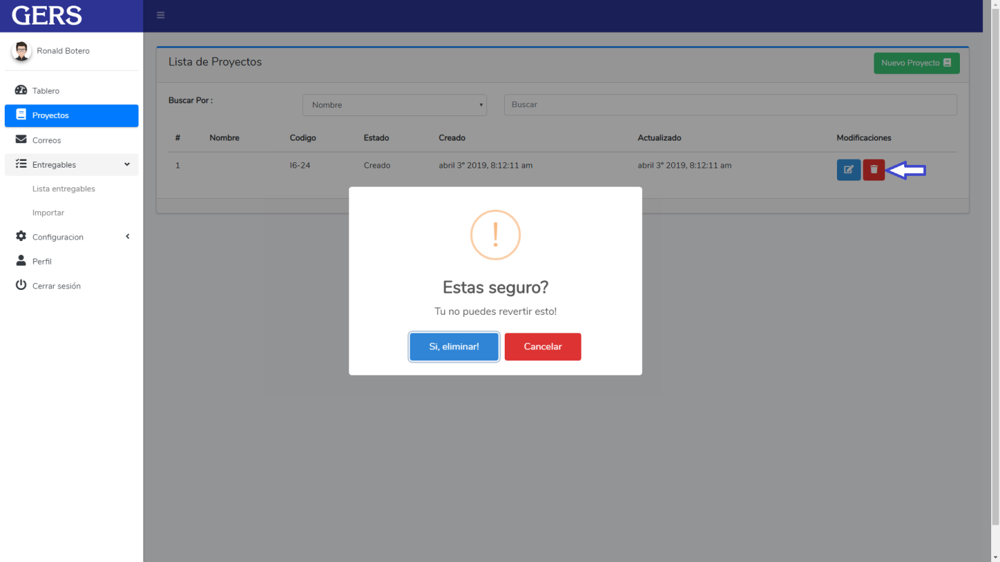 GERS
Ronald Botero
Tablero
Proyectos
Correos
Entregables
Lista entregables
Importar
Configuracion
Perfil
Cerrar sesión
Lista de Proyectos
Nuevo Proyecto
Buscar Por :
Nombre
Buscar
# Nombre Codigo Estado Creado Actualizado Modificaciones
1 I6-24 Creado abril 3º 2019, 8:12:11 am abril 3º 2019, 8:12:11 am
!
Estas seguro?
Tu no puedes revertir esto!
Si, eliminar! Cancelar